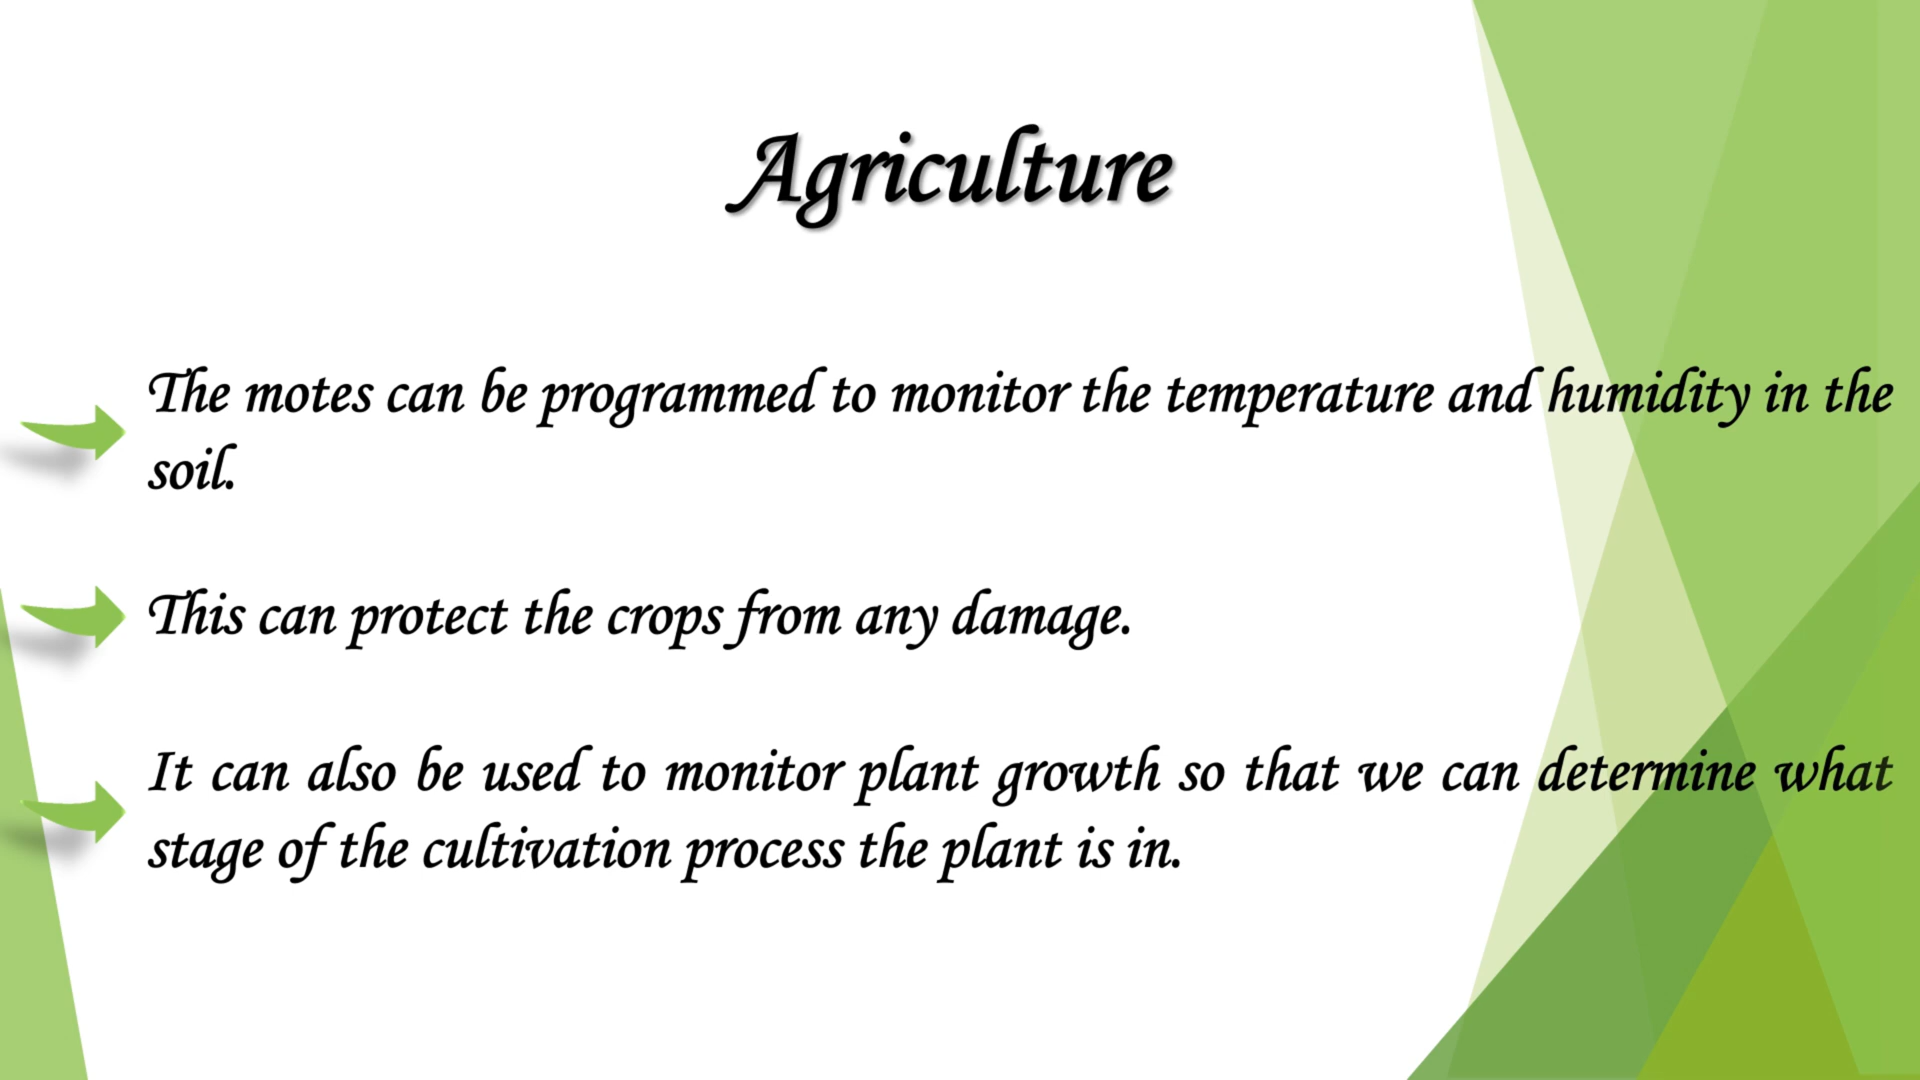 Agriculture
The motes can be programmed to monitor the temperature and humidity in the
soil.
This can protect the crops from any damage.
It can also be used to monitor plant growth so that we can determine what
stage of the cultivation process the plant is in.